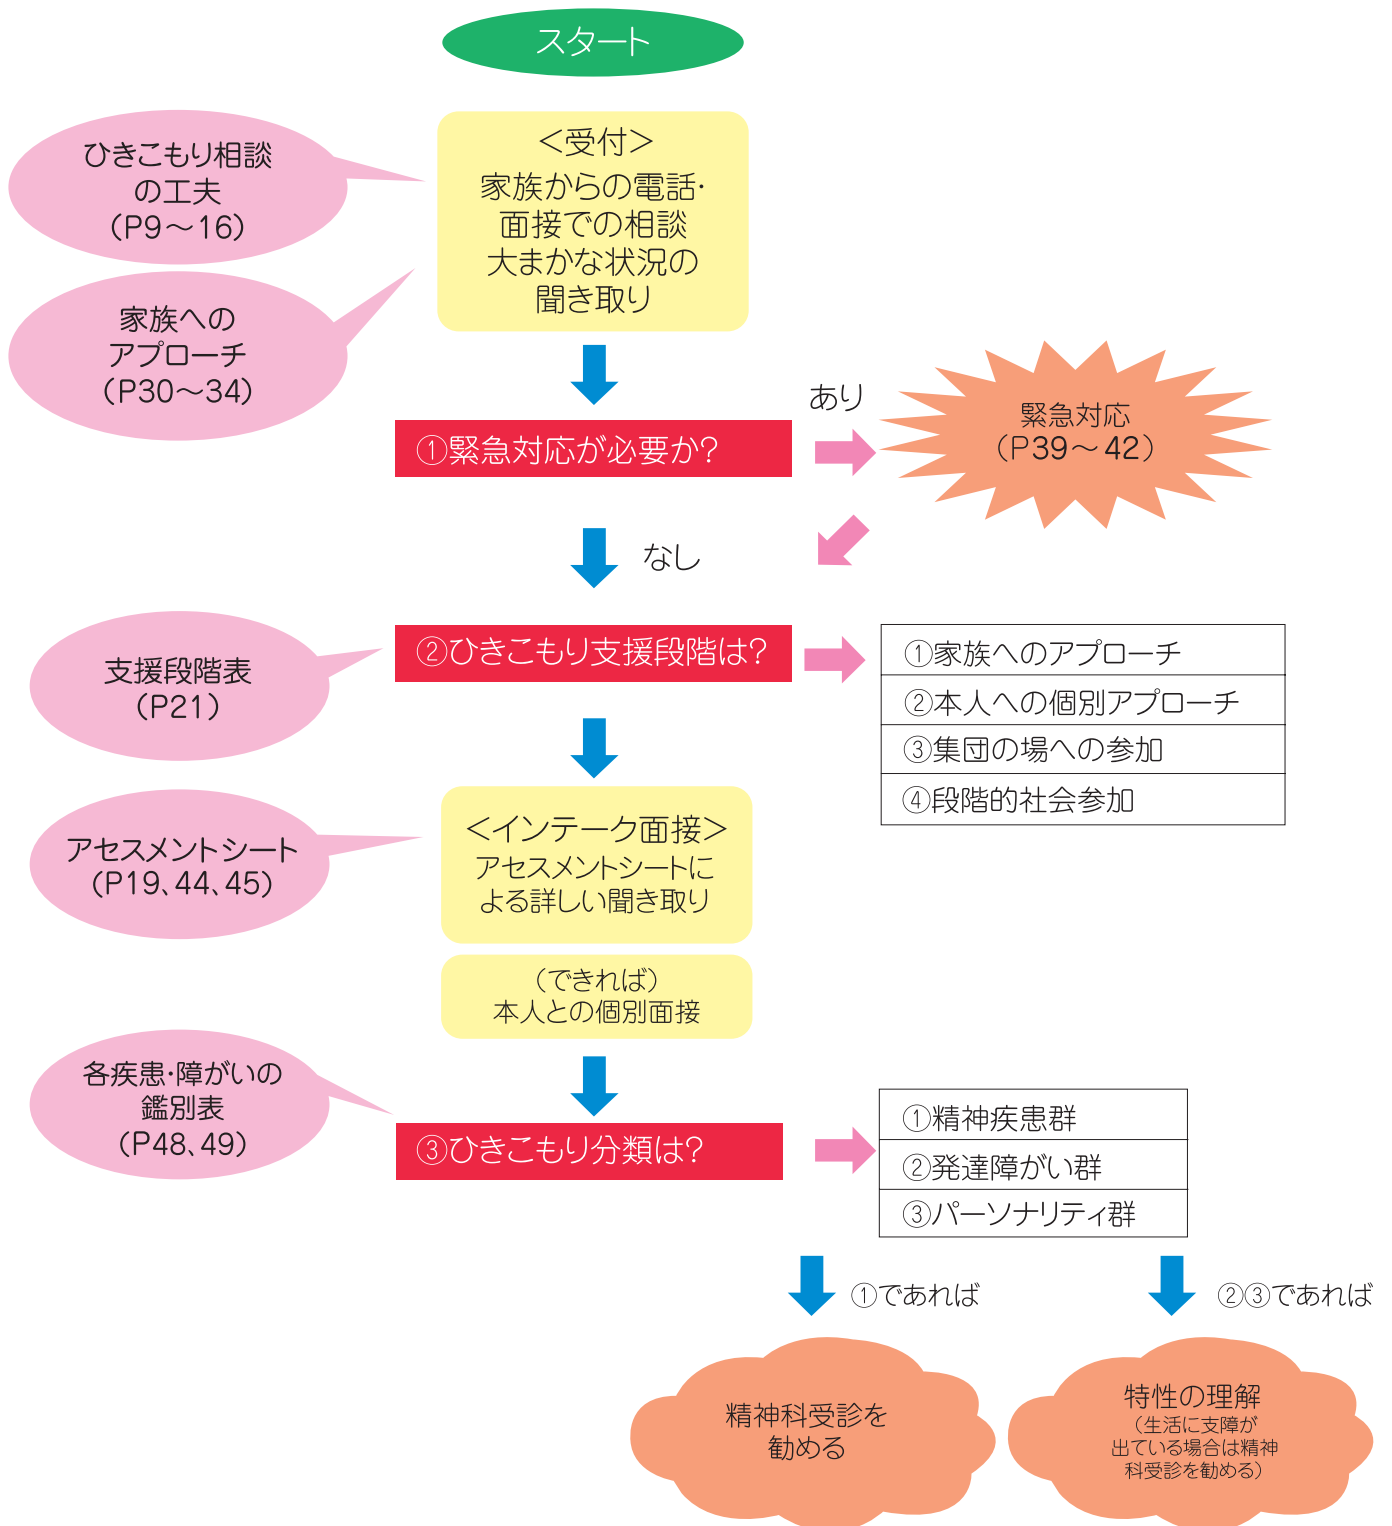 スタート
ひきこもり相談
の工夫
(P9～16)
＜受付＞
家族からの電話・
面接での相談
大まかな状況の
聞き取り
家族への
アプローチ
(P30～34)
あり
緊急対応
(P39～42)
①緊急対応が必要か?
なし
支援段階表
(P21)
②ひきこもり支援段階は?
①家族へのアプローチ
②本人への個別アプローチ
③集団の場への参加
④段階的社会参加
アセスメントシート
(P19、44、45)
＜インテーク面接＞
アセスメントシートに
よる詳しい聞き取り
(できれば)
本人との個別面接
各疾患・障がいの
鑑別表
(P48、49)
③ひきこもり分類は?
①精神疾患群
②発達障がい群
③パーソナリティ群
①であれば
②③であれば
精神科受診を
勧める
特性の理解
(生活に支障が
出ている場合は精神
科受診を勧める)